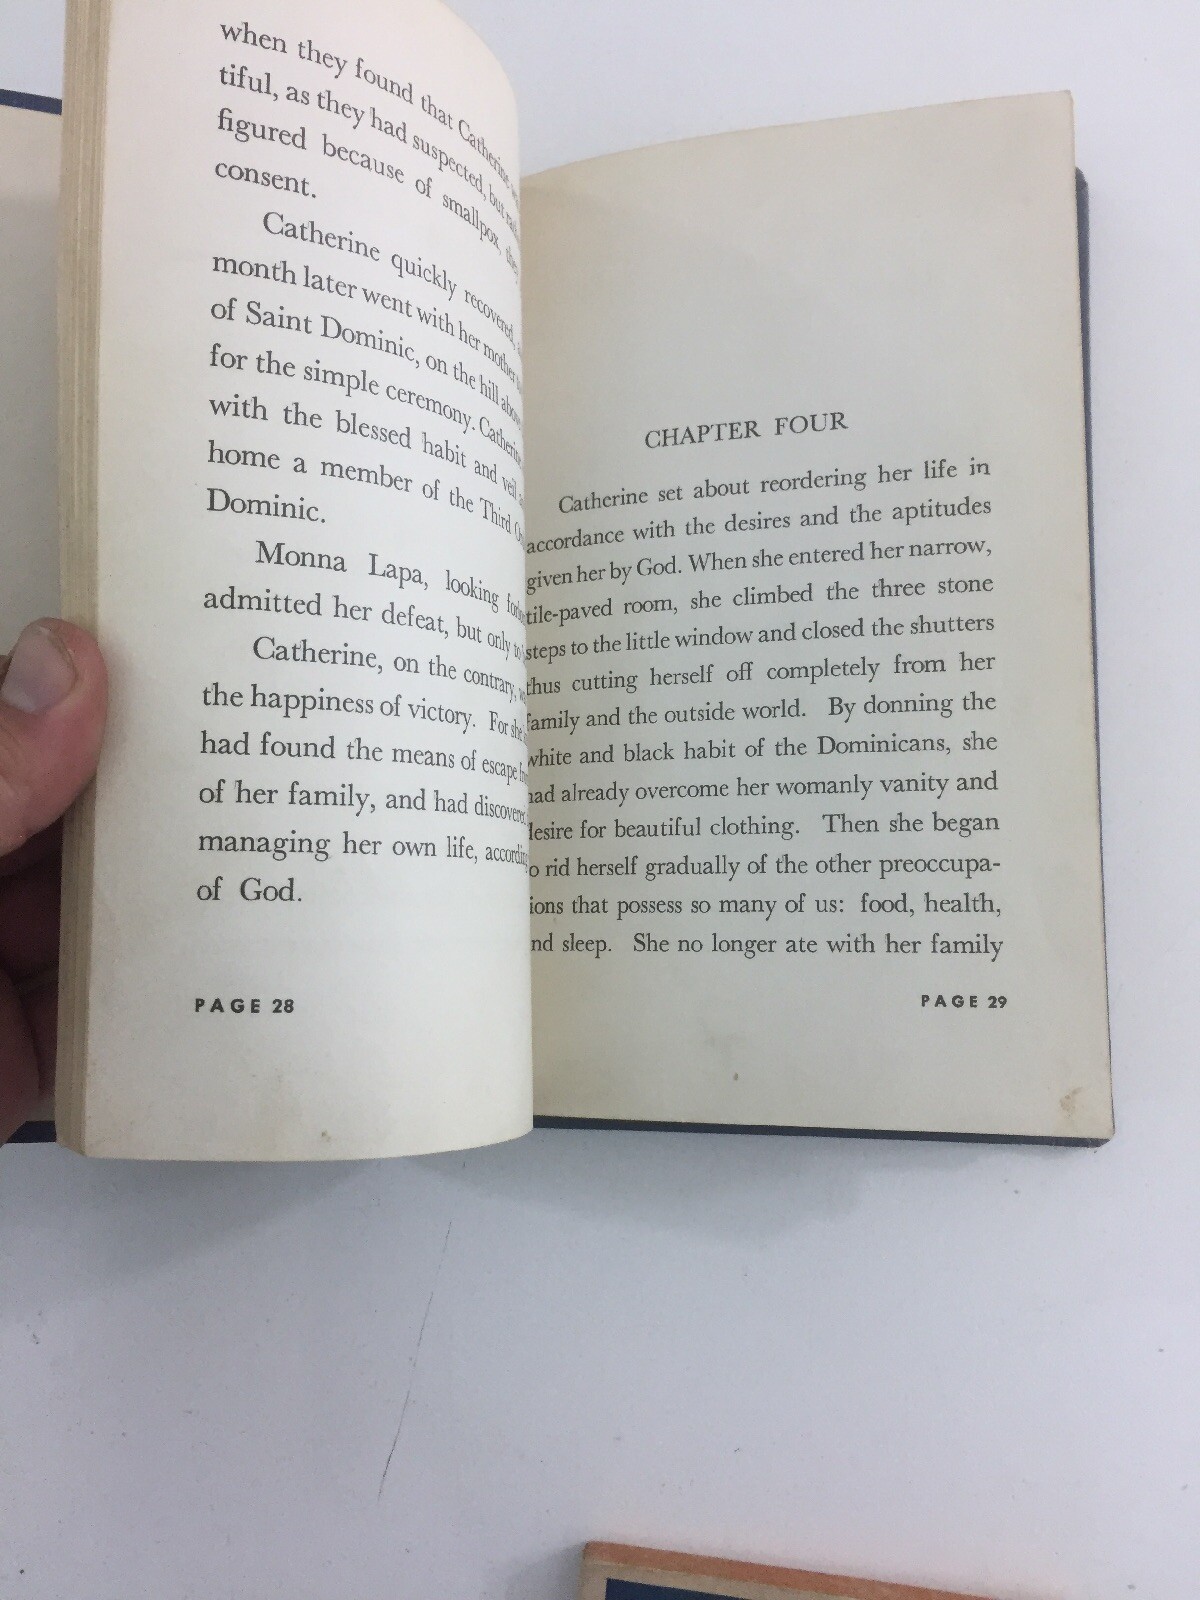 when they found that Catherine
tiful, as they had suspected, but
figured because of smallpox, they
consent.
Catherine quickly recovered,
month later went with her mother
of Saint Dominic, on the hill above
for the simple ceremony. Catherine
with the blessed habit and veil
home a member of the Third
Dominic.
Monna Lapa, looking
admitted her defeat, but only to
Catherine, on the contrary,
the happiness of victory. For she
had found the means of escape
of her family, and had discovered
managing her own life, according
of God.
PAGE 28
CHAPTER FOUR
Catherine set about reordering her life in
accordance with the desires and the aptitudes
given her by God. When she entered her narrow,
tile-paved room, she climbed the three stone
steps to the little window and closed the shutters
thus cutting herself off completely from her
family and the outside world. By donning the
white and black habit of the Dominicans, she
had already overcome her womanly vanity and
desire for beautiful clothing. Then she began
o rid herself gradually of the other preoccupa-
ions that possess so many of us: food, health,
nd sleep. She no longer ate with her family
PAGE 29